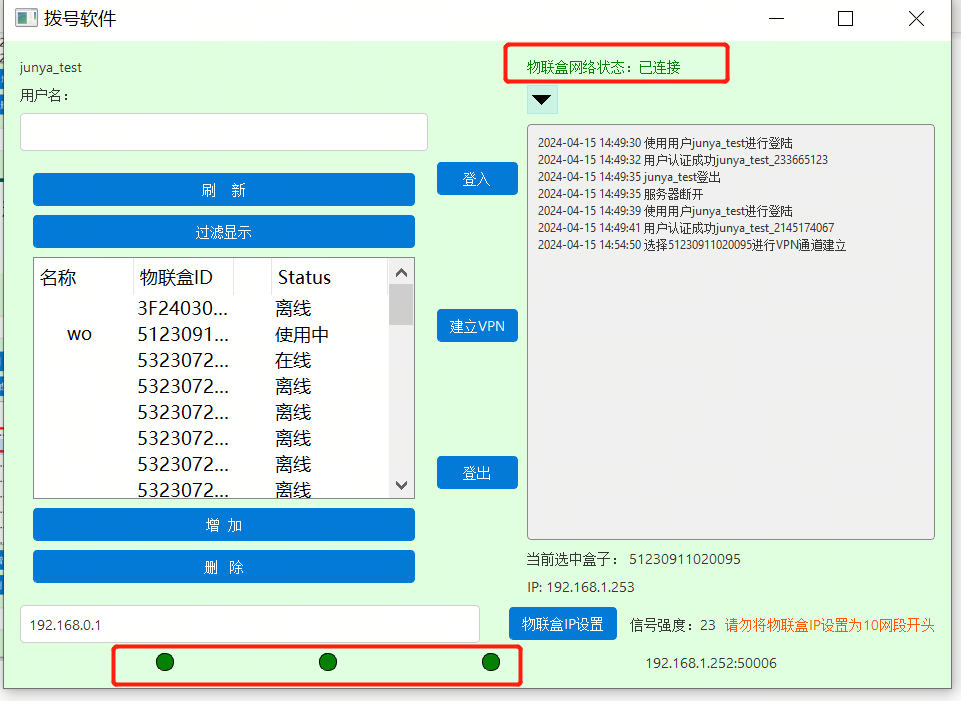 拨号软件
junya_test
用户名：
刷 新
过滤显示
名称 物联盒ID Status
3F24030... 离线
wo 5123091... 使用中
5323072... 在线
5323072... 离线
5323072... 离线
5323072... 离线
5323072... 离线
5323072... 离线
增 加
删 除
192.168.0.1
登入
建立VPN
登出
物联盒网络状态：已连接
2024-04-15 14:49:30 使用用户junya_test进行登陆
2024-04-15 14:49:32 用户认证成功junya_test_233665123
2024-04-15 14:49:35 junya_test登出
2024-04-15 14:49:35 服务器断开
2024-04-15 14:49:39 使用用户junya_test进行登陆
2024-04-15 14:49:41 用户认证成功junya_test_2145174067
2024-04-15 14:54:50 选择51230911020095进行VPN通道建立
当前选中盒子： 51230911020095
IP: 192.168.1.253
物联盒IP设置 信号强度：23 请勿将物联盒IP设置为10网段开头
192.168.1.252:50006